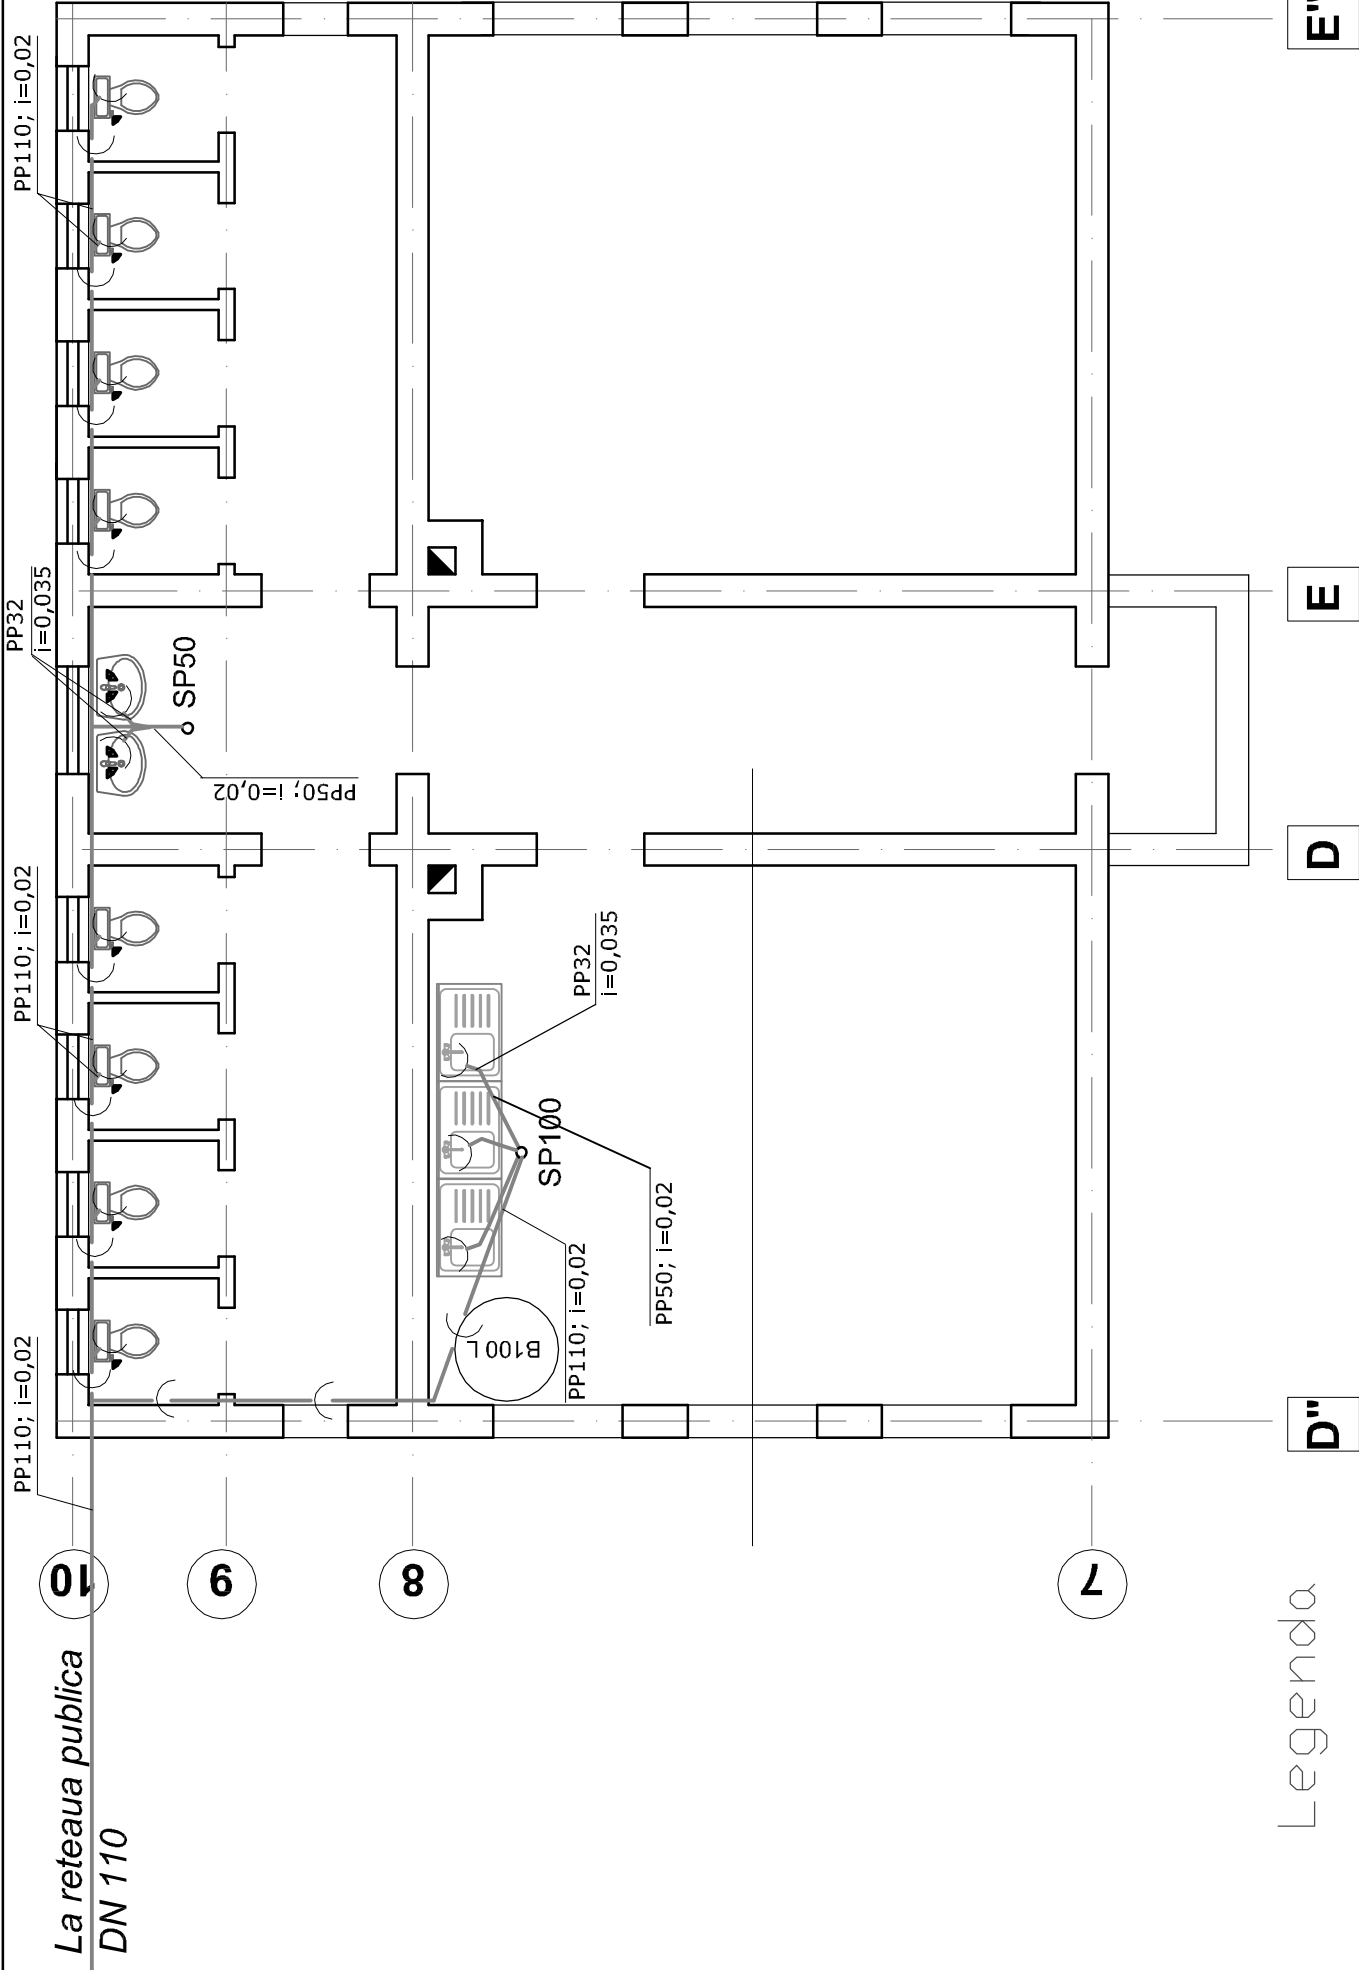 PP110; i=0,02
PP32
i=0,035
SP50
PP50; i=0,02
PP110; i=0,02
PP32
i=0,035
SP100
PP50; i=0,02
PP110; i=0,02
B100 L
PP110; i=0,02
10
9
8
7
E"
E
D
D"
La reteaua publica
DN 110
Legenda